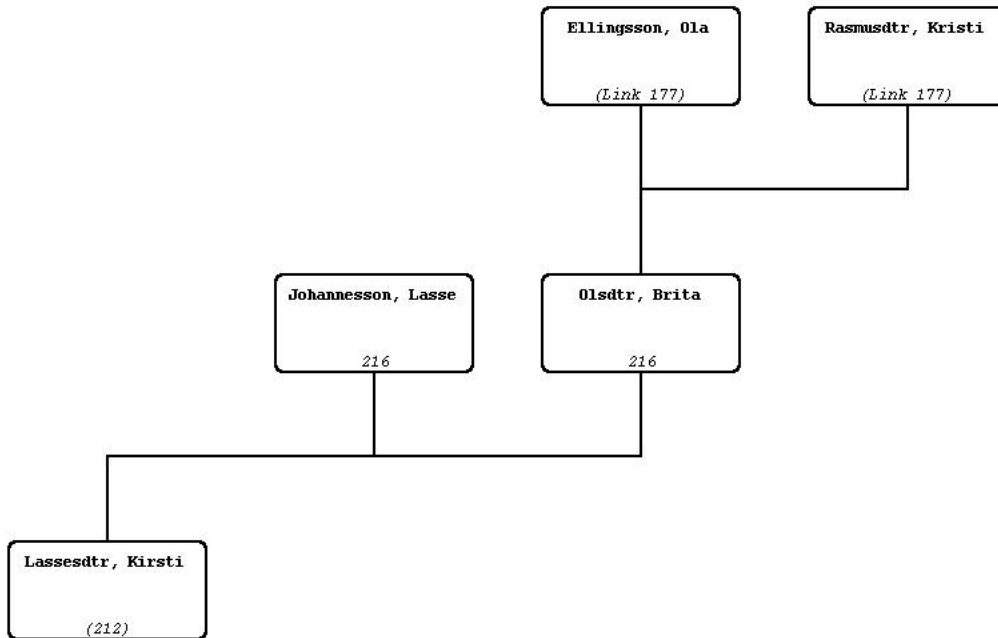 Ellingsson, Ola
(Link 177)
Rasmusdtr, Kristi
(Link 177)
Johannesson, Lasse
216
Olsdtr, Brita
216
Lassesdtr, Kirsti
(212)